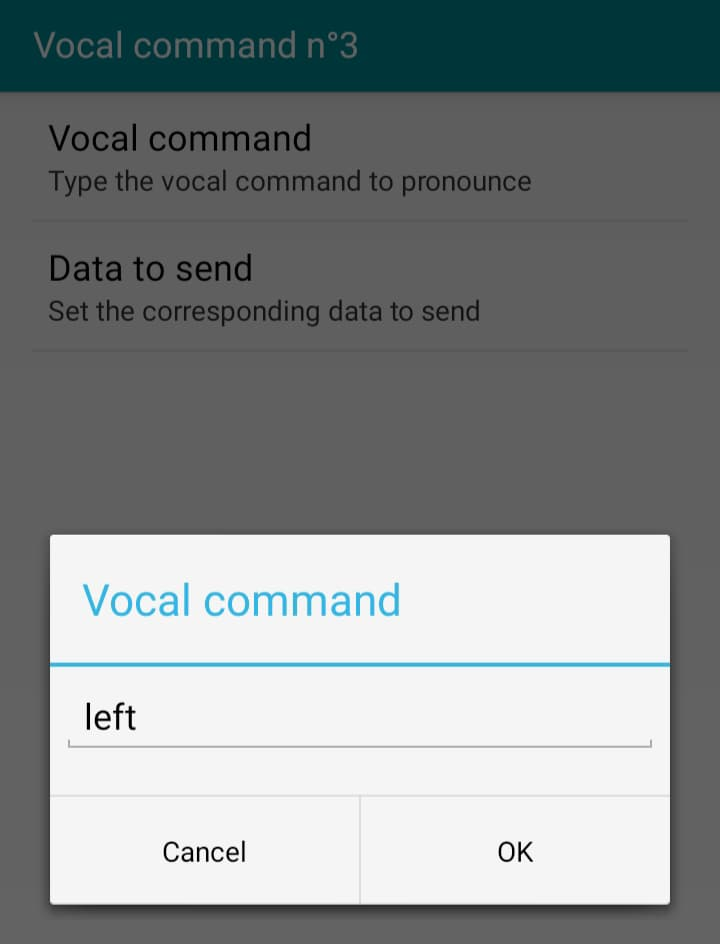 Vocal command n°3
Vocal command
Type the vocal command to pronounce
Data to send
Set the corresponding data to send
Vocal command
left
Cancel
OK